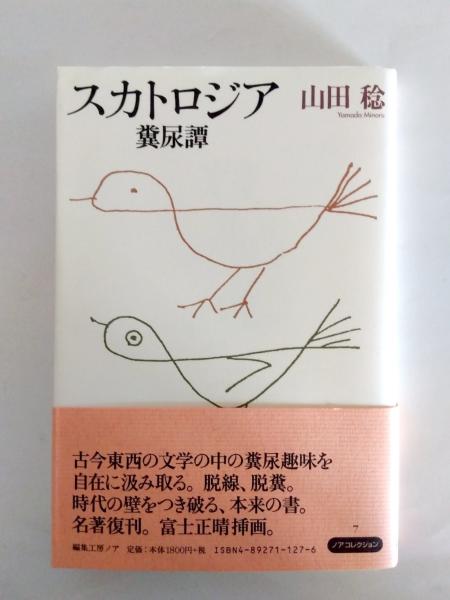 スカトロジア
山田 稔
Yamada Minoru
糞尿譚
古今東西の文学の中の糞尿趣味を
自在に汲み取る。脱線、脱糞。
時代の壁をつき破る、本来の書。
名著復刊。富士正晴挿画。
7
編集工房ノア 定価:本体1800円+税 ISBN4-89271-127-6
ノアコレクション